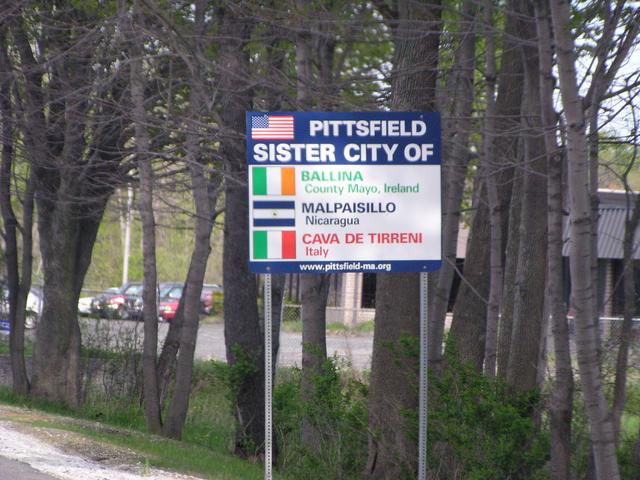 PITTSFIELD
SISTER CITY OF
BALLINA
County Mayo, Ireland
MALPAISILLO
Nicaragua
CAVA DE TIRRENI
Italy
www.pittsfield-ma.org